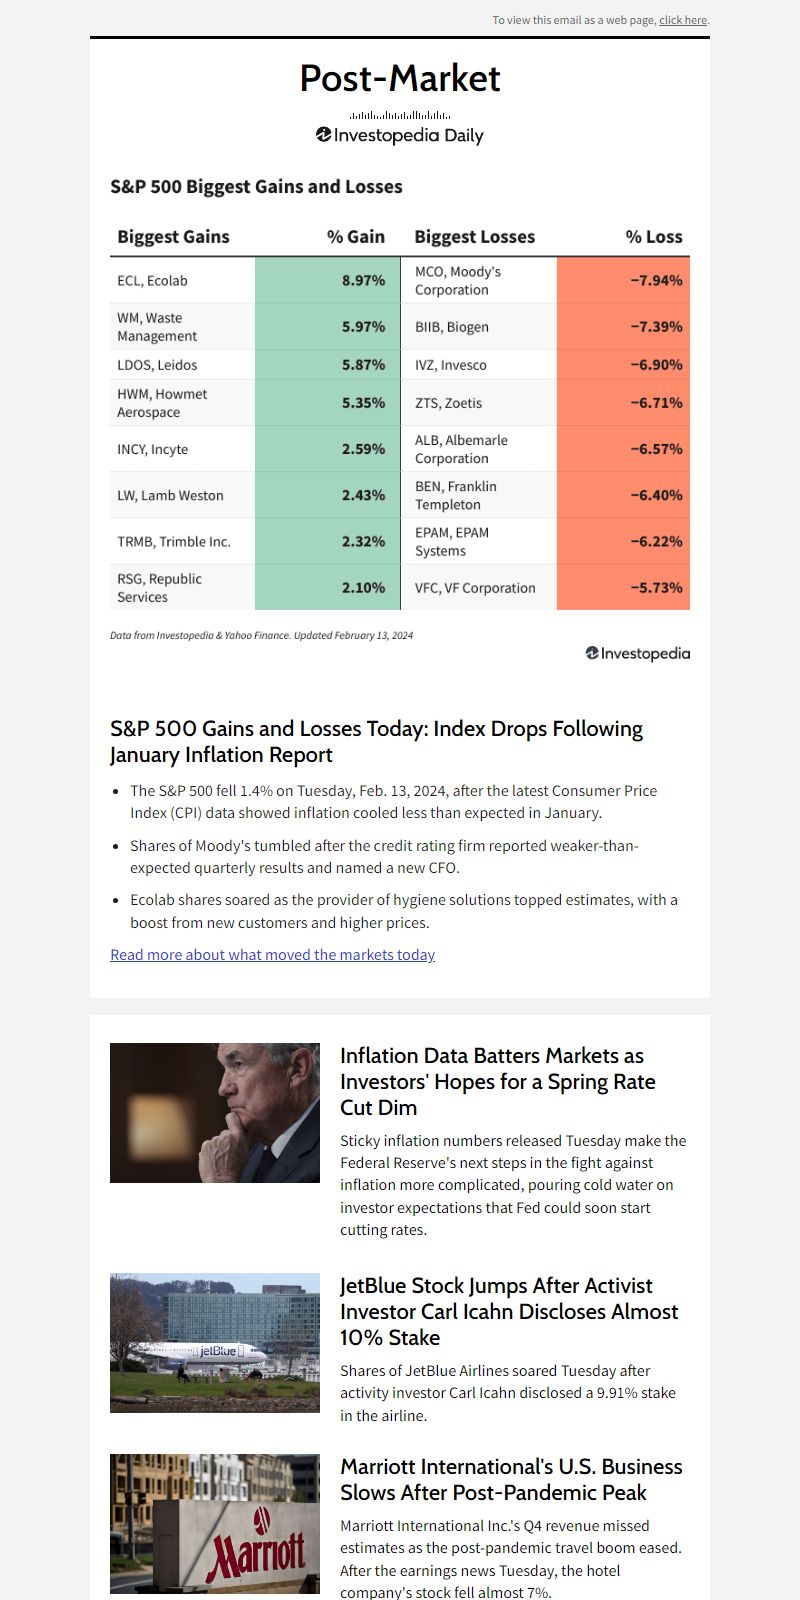 To view this email as a web page, click here.
Post-Market
Investopedia Daily
S&P 500 Biggest Gains and Losses
Biggest Gains % Gain Biggest Losses % Loss
ECL, Ecolab 8.97% MCO, Moody's
Corporation −7.94%
WM, Waste
Management 5.97% BIIB, Biogen −7.39%
LDOS, Leidos 5.87% IVZ, Invesco −6.90%
HWM, Howmet
Aerospace 5.35% ZTS, Zoetis −6.71%
INCY, Incyte 2.59% ALB, Albemarle
Corporation −6.57%
LW, Lamb Weston 2.43% BEN, Franklin
Templeton −6.40%
TRMB, Trimble Inc. 2.32% EPAM, EPAM
Systems −6.22%
RSG, Republic
Services 2.10% VFC, VF Corporation −5.73%
Data from Investopedia & Yahoo Finance. Updated February 13, 2024
Investopedia
S&P 500 Gains and Losses Today: Index Drops Following
January Inflation Report
• The S&P 500 fell 1.4% on Tuesday, Feb. 13, 2024, after the latest Consumer Price
Index (CPI) data showed inflation cooled less than expected in January.
• Shares of Moody's tumbled after the credit rating firm reported weaker-than-
expected quarterly results and named a new CFO.
• Ecolab shares soared as the provider of hygiene solutions topped estimates, with a
boost from new customers and higher prices.
Read more about what moved the markets today
Inflation Data Batters Markets as
Investors' Hopes for a Spring Rate
Cut Dim
Sticky inflation numbers released Tuesday make the
Federal Reserve's next steps in the fight against
inflation more complicated, pouring cold water on
investor expectations that Fed could soon start
cutting rates.
jetBlue
JetBlue Stock Jumps After Activist
Investor Carl Icahn Discloses Almost
10% Stake
Shares of JetBlue Airlines soared Tuesday after
activity investor Carl Icahn disclosed a 9.91% stake
in the airline.
Marriott
Marriott International's U.S. Business
Slows After Post-Pandemic Peak
Marriott International Inc.'s Q4 revenue missed
estimates as the post-pandemic travel boom eased.
After the earnings news Tuesday, the hotel
company's stock fell almost 7%.